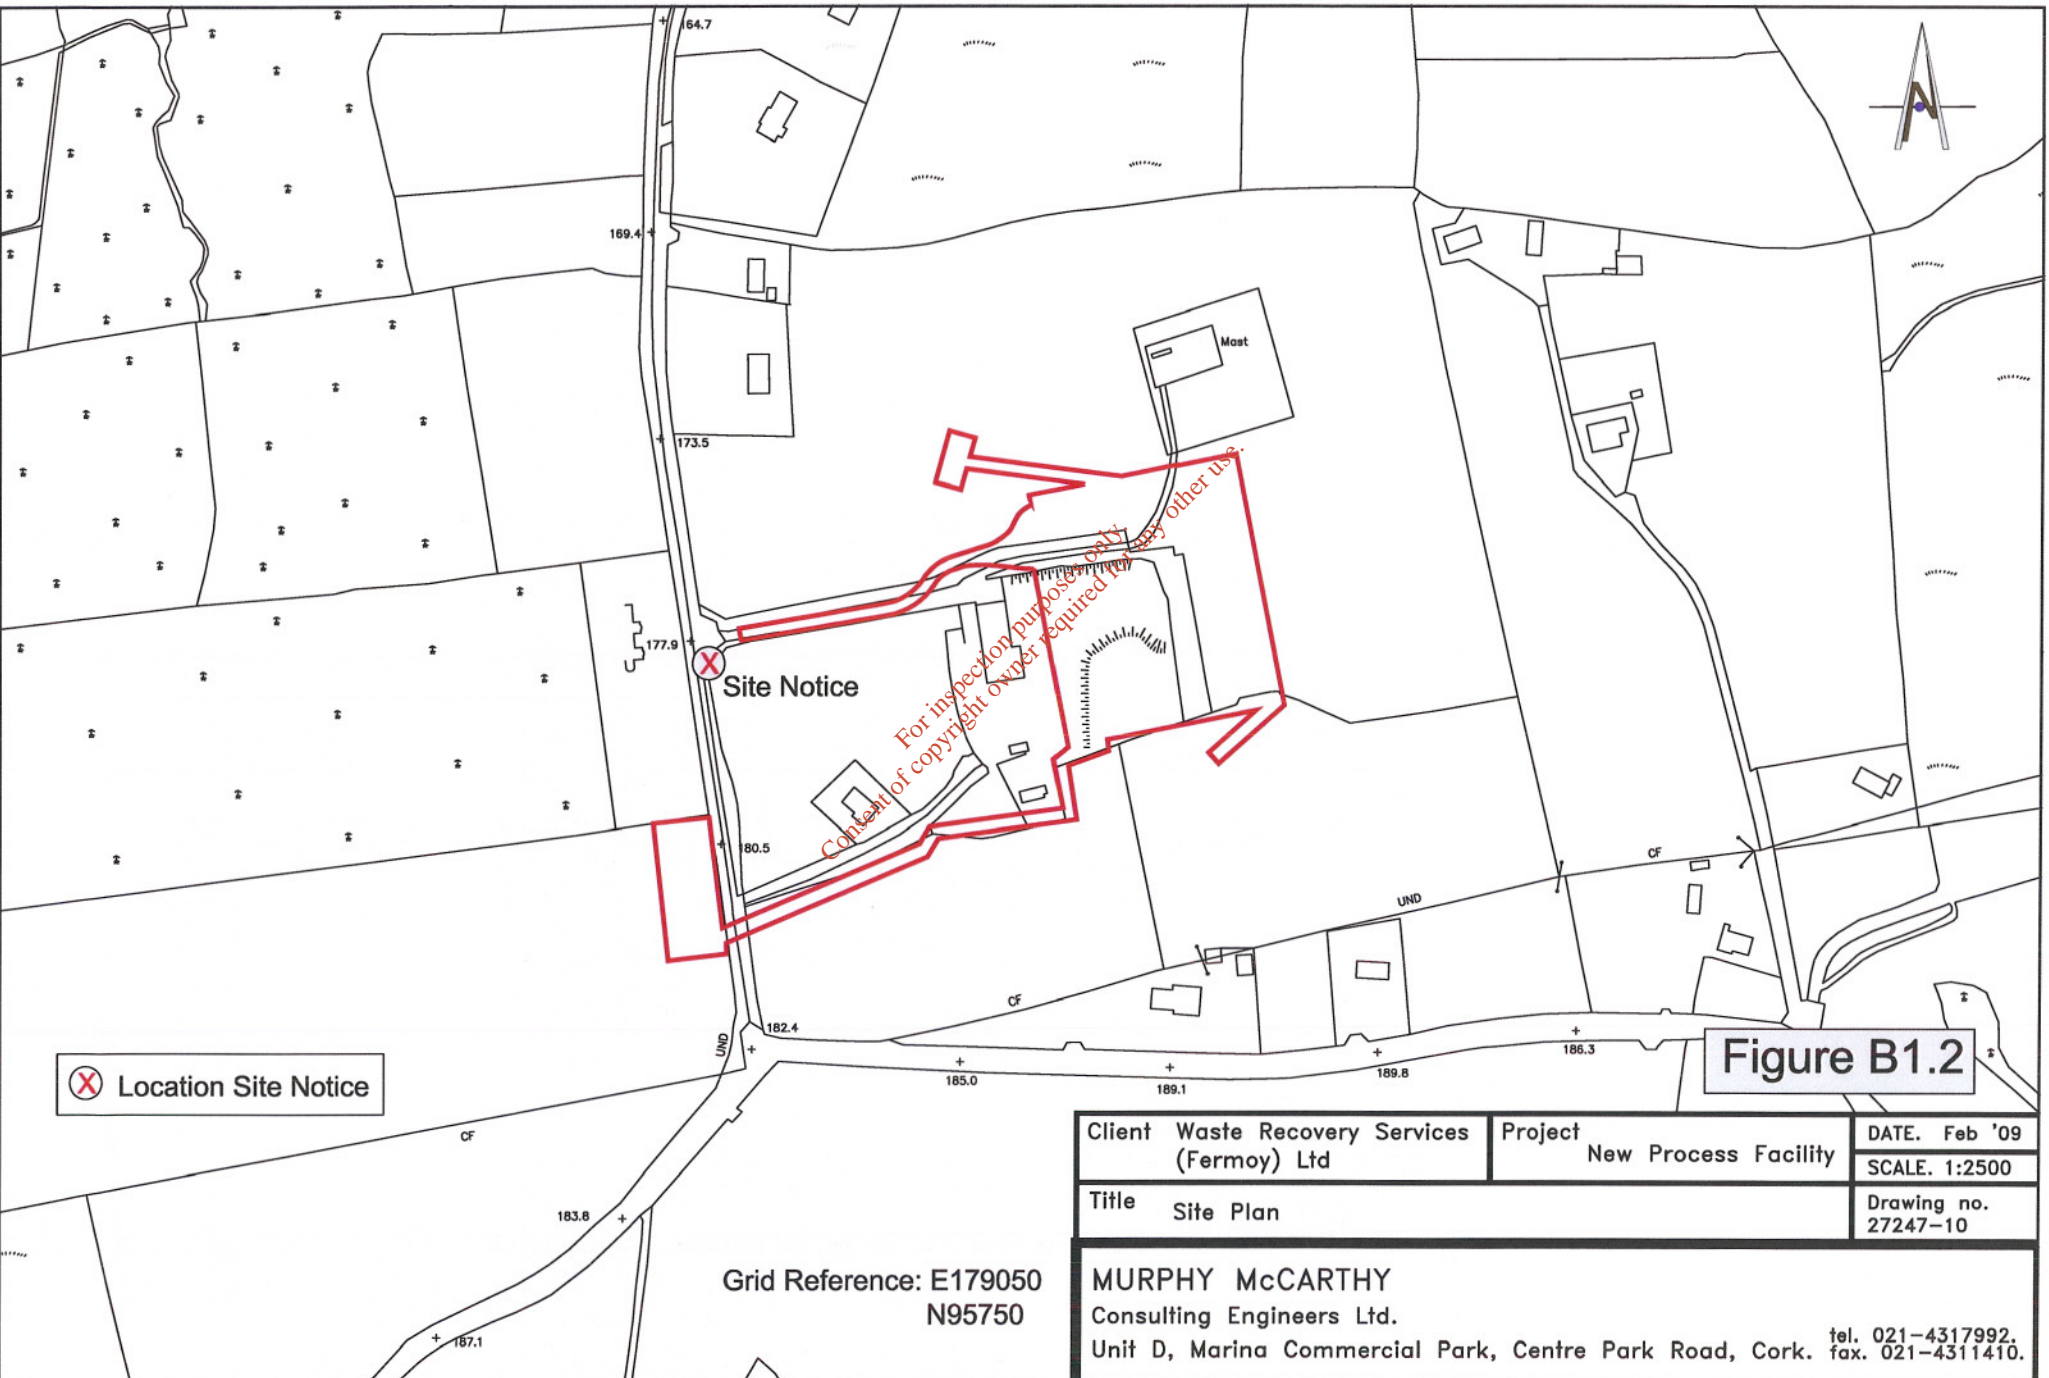 164.7
169.4
Mast
173.5
177.9
Site Notice
For inspection purposes only.
Consent of copyright owner required for any other use.
180.5
CF
UND
CF
182.4
UND
185.0
189.1
189.8
186.3
X Location Site Notice
CF
183.8
187.1
Figure B1.2
Client Waste Recovery Services
(Fermoy) Ltd
Project
New Process Facility
DATE. Feb '09
SCALE. 1:2500
Title Site Plan
Drawing no.
27247-10
Grid Reference: E179050
N95750
MURPHY McCARTHY
Consulting Engineers Ltd.
Unit D, Marina Commercial Park, Centre Park Road, Cork.
tel. 021-4317992.
fax. 021-4311410.
N
X